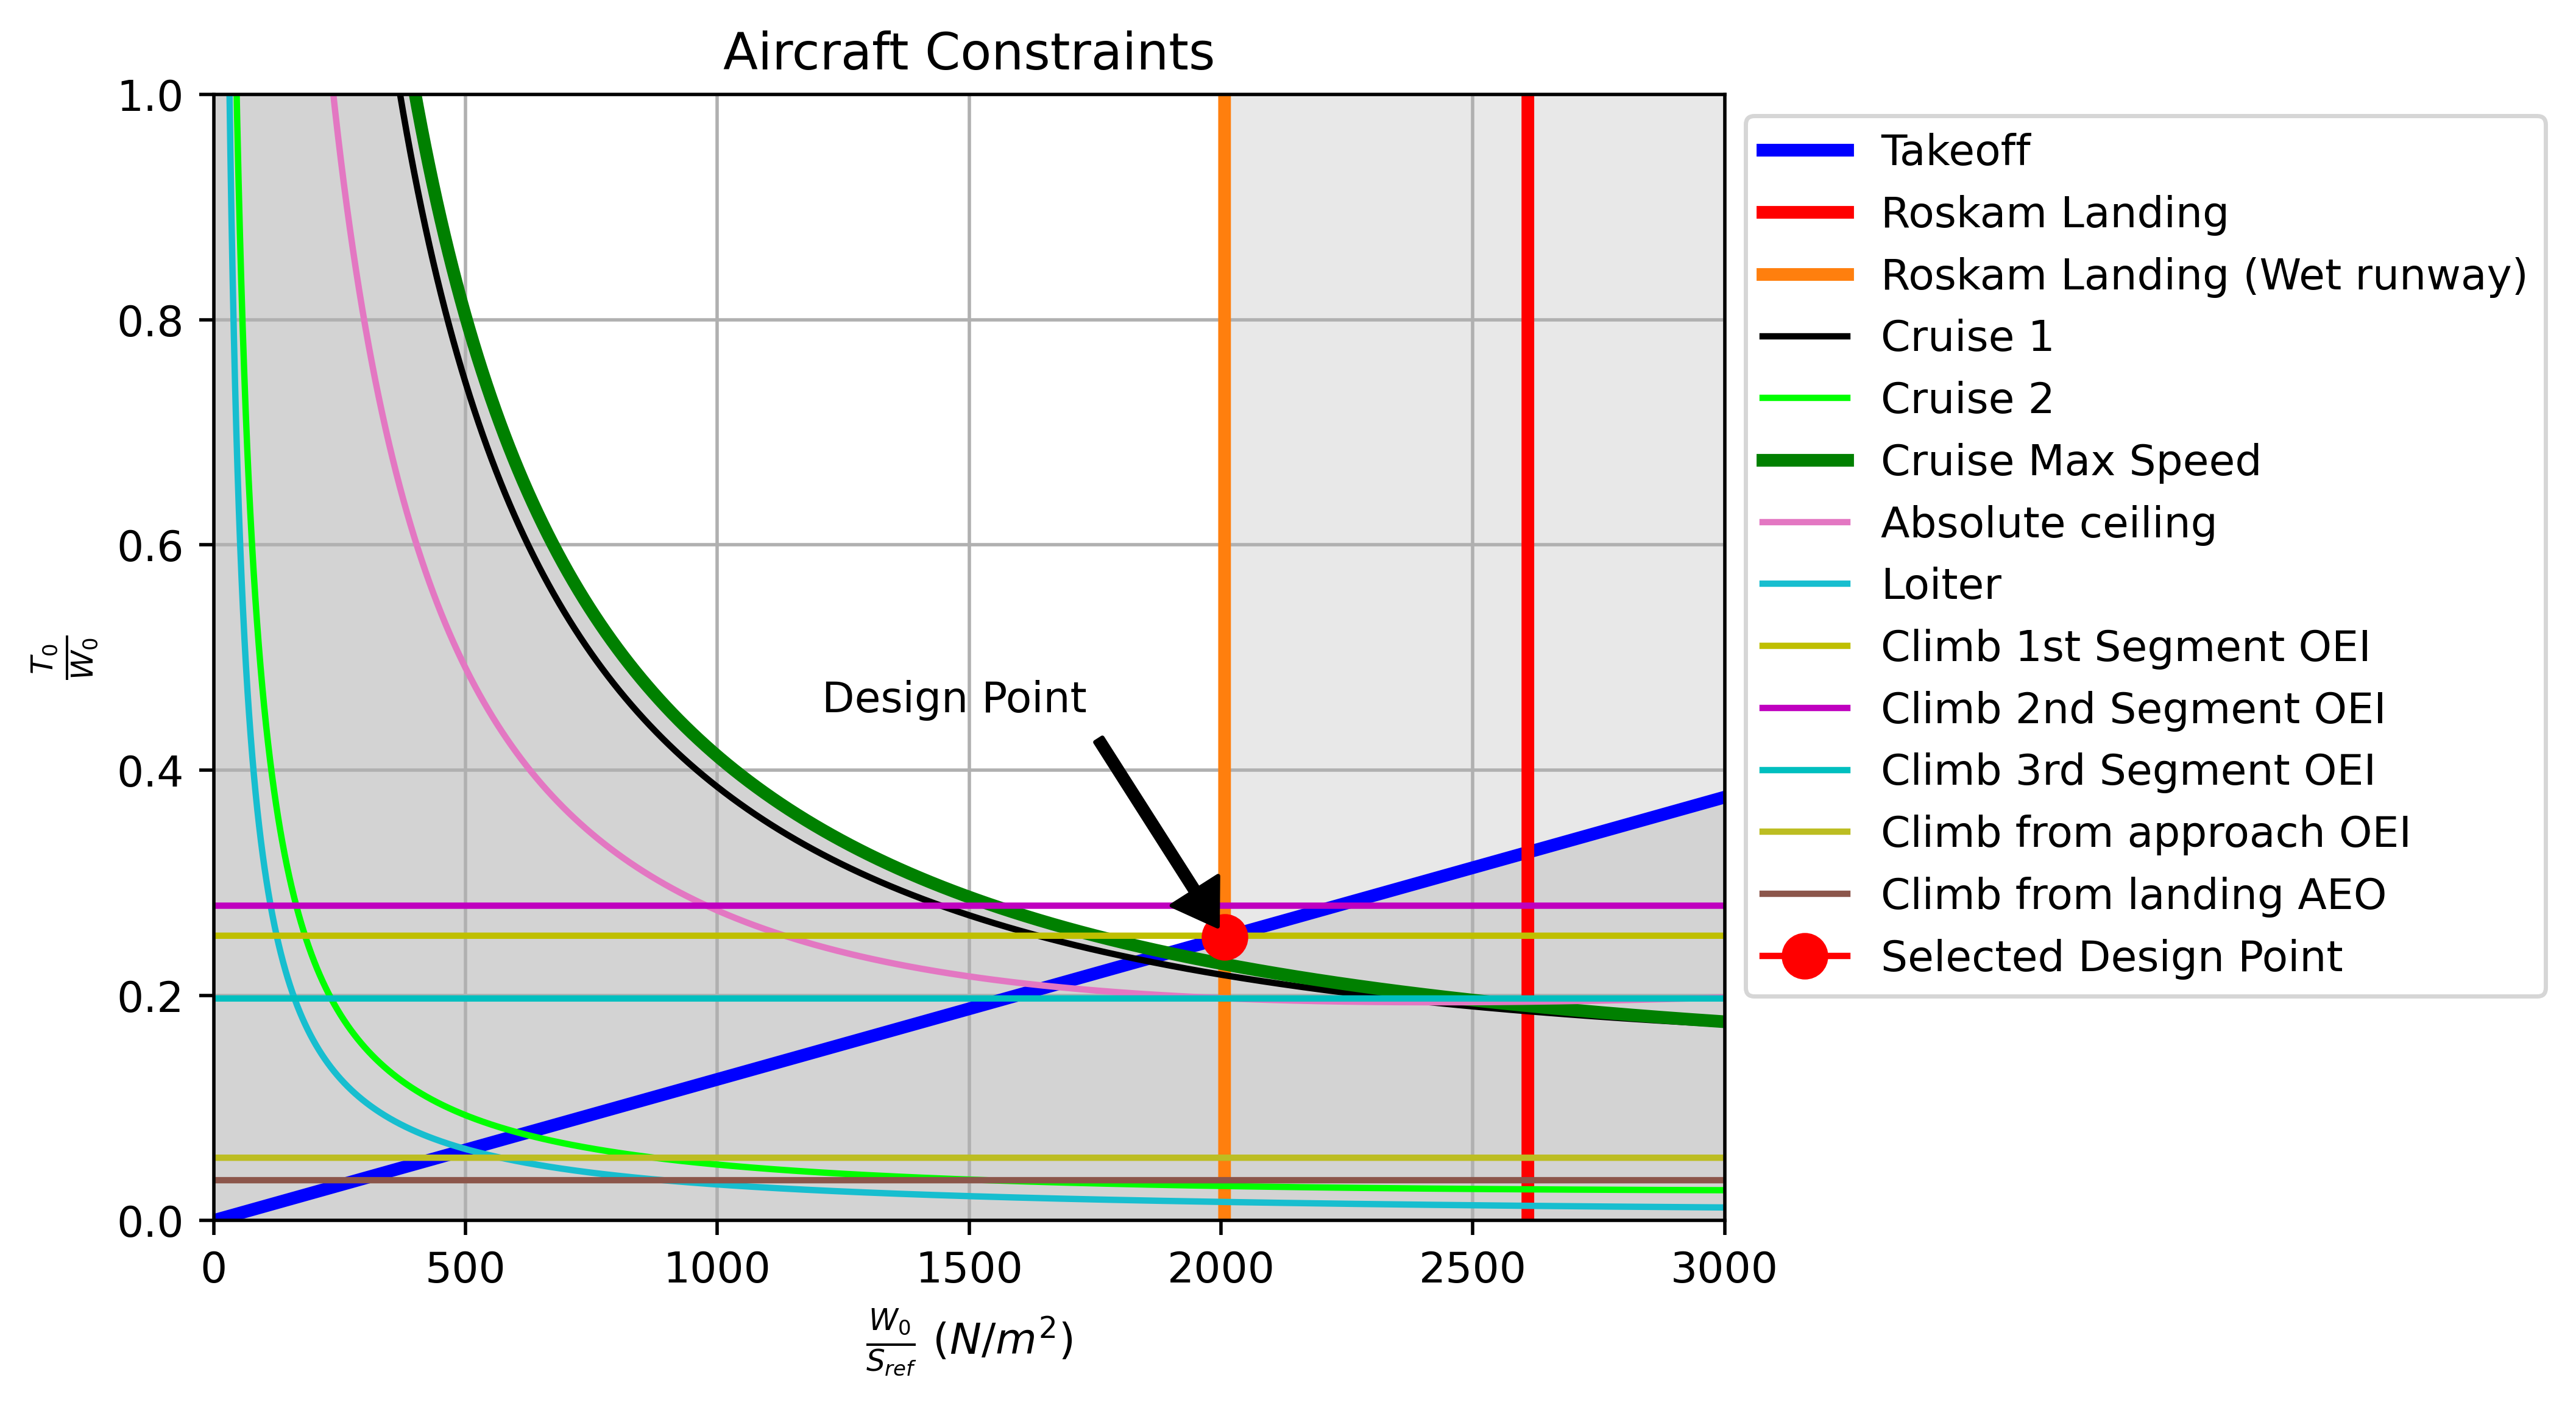 Aircraft Constraints
1.0
0.8
0.6
0.4
0.2
0.0
T0/W0
Design Point
0 500 1000 1500 2000 2500 3000
W0/Sref (N/m²)
Takeoff
Roskam Landing
Roskam Landing (Wet runway)
Cruise 1
Cruise 2
Cruise Max Speed
Absolute ceiling
Loiter
Climb 1st Segment OEI
Climb 2nd Segment OEI
Climb 3rd Segment OEI
Climb from approach OEI
Climb from landing AEO
Selected Design Point